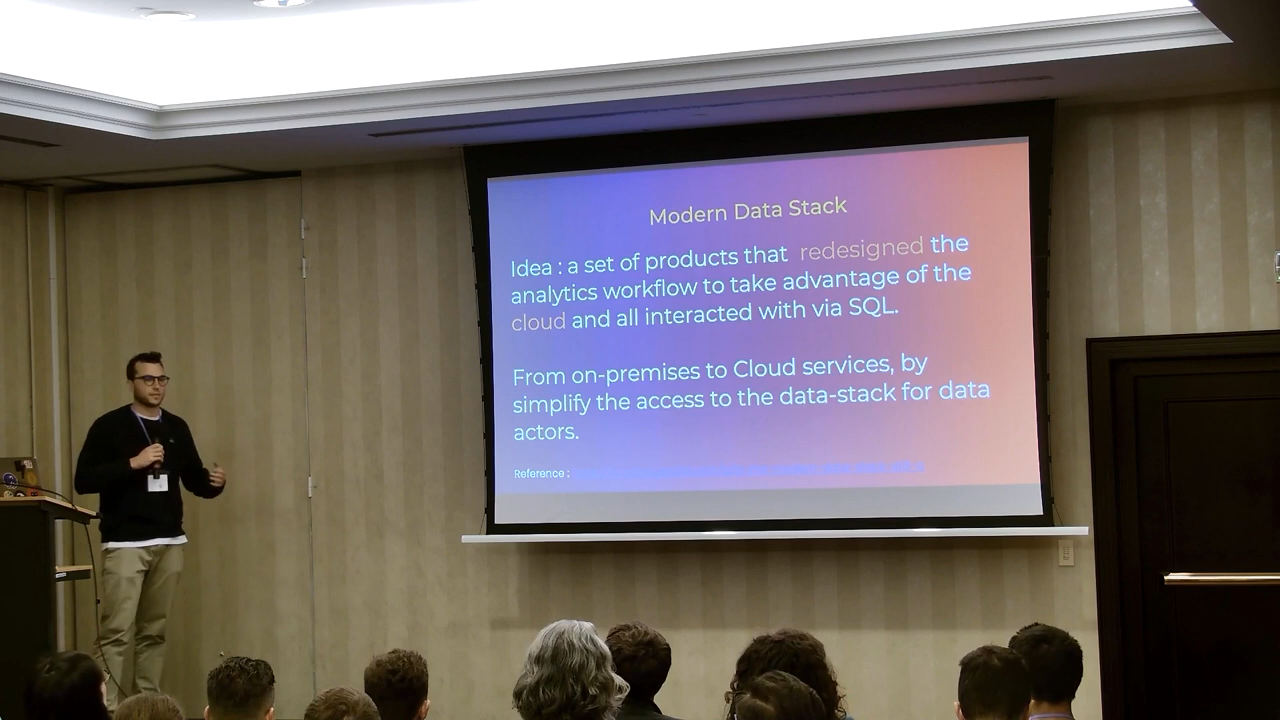 Modern Data Stack
Idea : a set of products that redesigned the
analytics workflow to take advantage of the
cloud and all interacted with via SQL.
From on-premises to Cloud services, by
simplify the access to the data-stack for data
actors.
Reference :